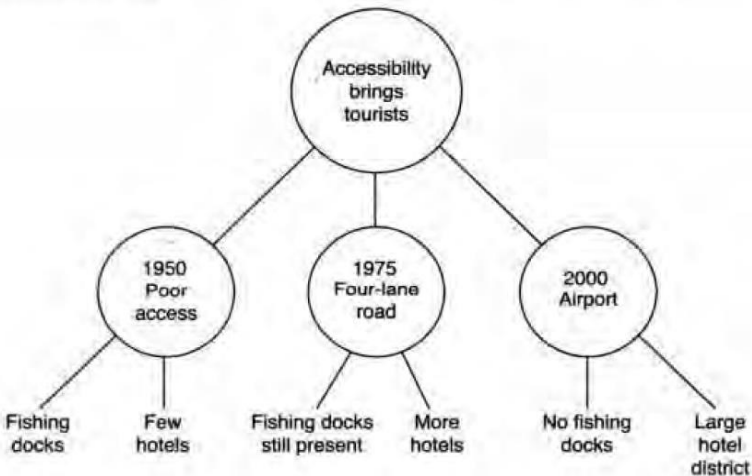 Accessibility
brings
tourists
1950
Poor
access
1975
Four-lane
road
2000
Airport
Fishing
docks
Few
hotels
Fishing docks
still present
More
hotels
No fishing
docks
Large
hotel
district